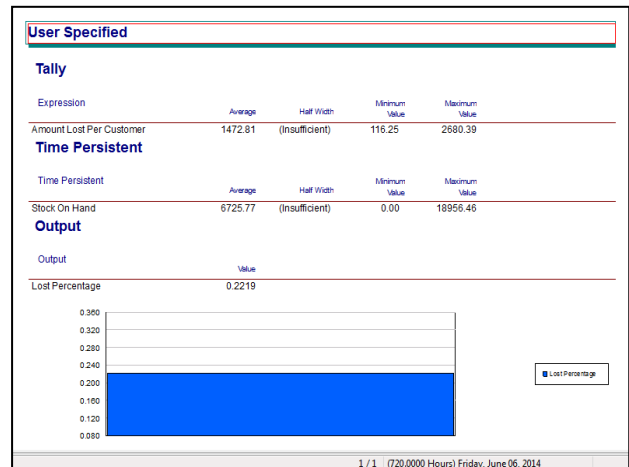 User Specified
Tally
Expression Average Half Width Minimum Value Maximum Value
Amount Lost Per Customer 1472.81 (Insufficient) 116.25 2680.39
Time Persistent
Time Persistent Average Half Width Minimum Value Maximum Value
Stock On Hand 6725.77 (Insufficient) 0.00 18956.46
Output
Output Value
Lost Percentage 0.2219
0.360
0.320
0.280
0.240
0.200
0.160
0.120
0.080
Lost Percentage
1 / 1 (720.0000 Hours) Friday, June 06, 2014